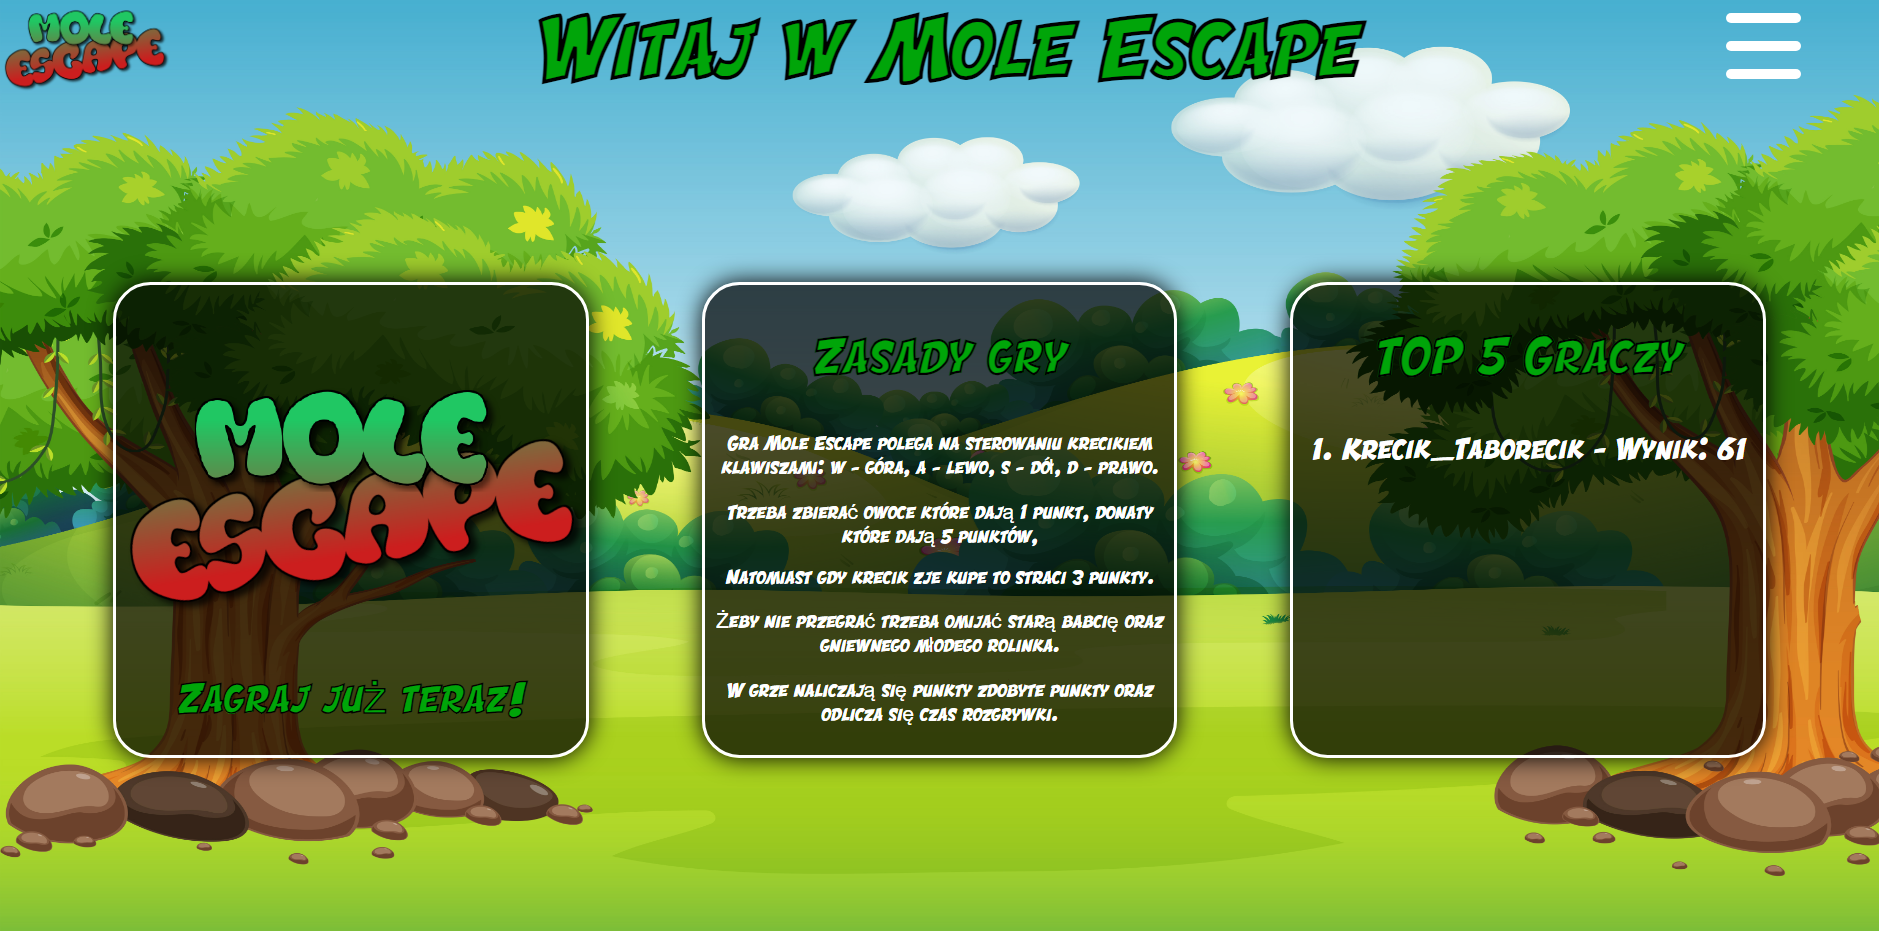 MOLE
ESCAPE
Witaj w Mole Escape
MOLE
ESCAPE
Zagraj już teraz!
Zasady gry
Gra Mole Escape polega na sterowaniu krecikiem
klawiszami: w - góra, a - lewo, s - dół, d - prawo.
Trzeba zbierać owoce które dają 1 punkt, donaty
które dają 5 punktów,
Natomiast gdy krecik zje kupe to straci 3 punkty.
Żeby nie przegrać trzeba omijać starą babcię oraz
gniewnego młodego rolinka.
W grze naliczają się punkty zdobyte punkty oraz
odlicza się czas rozgrywki.
TOP 5 Graczy
1. Krecik_Taborecik - Wynik: 61